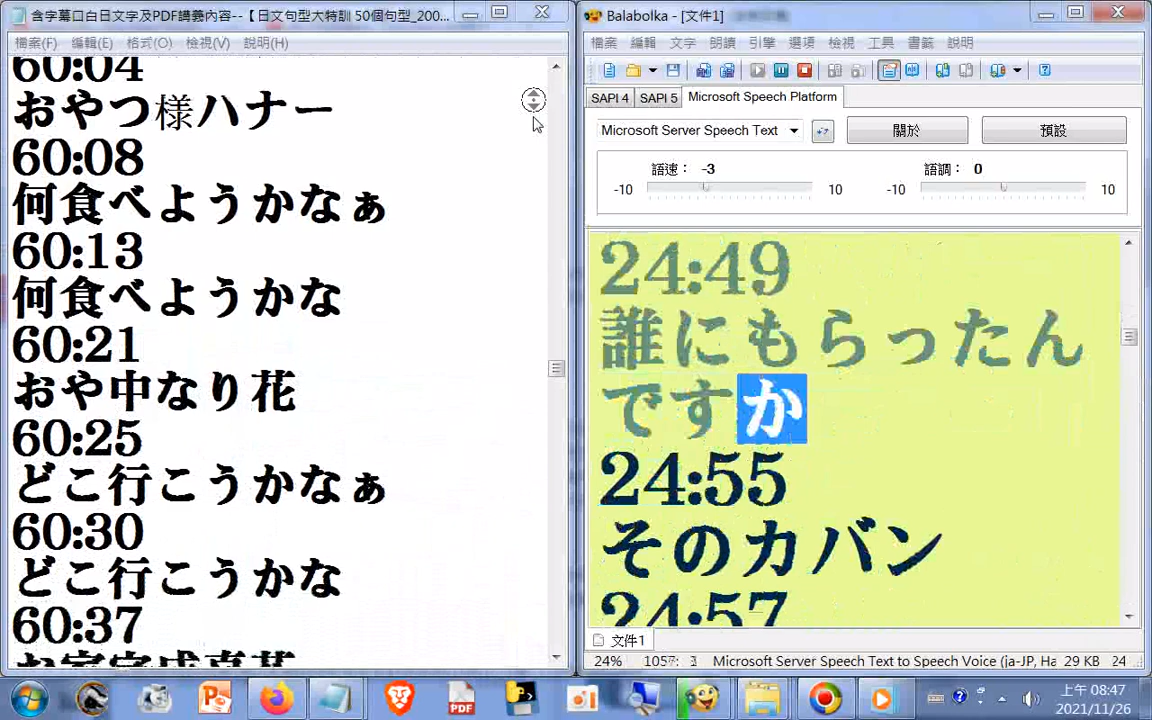 含字幕口白日文字及PDF講義內容--【日文句型大特訓 50個句型_200...
檔案(F) 編輯(E) 格式(O) 檢視(V) 說明(H)
60:04
おやつ様ハナー
60:08
何食べようかなぁ
60:13
何食べようかな
60:21
おや中なり花
60:25
どこ行こうかなぁ
60:30
どこ行こうかな
60:37
Balabolka - [文件1]
檔案 編輯 文字 朗讀 引擎 選項 檢視 工具 書籤 說明
SAPI 4 SAPI 5 Microsoft Speech Platform
Microsoft Server Speech Text 關於 預設
語速: -3 語調: 0
-10 10 -10 10
24:49
誰にもらったん
ですか
24:55
そのカバン
24:57
文件1
24% Microsoft Server Speech Text to Speech Voice (ja-JP, Ha 29 KB 24
上午 08:47
2021/11/26